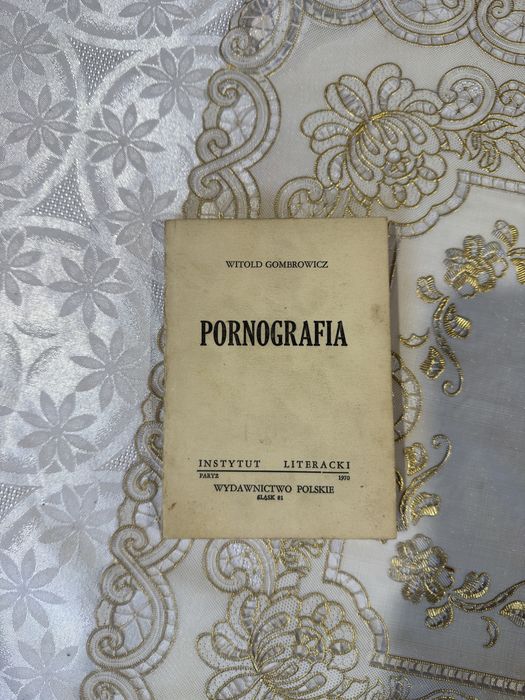 WITOLD GOMBROWICZ
PORNOGRAFIA
INSTYTUT LITERACKI
PARYŻ 1970
WYDAWNICTWO POLSKIE
ŚLĄSK 81